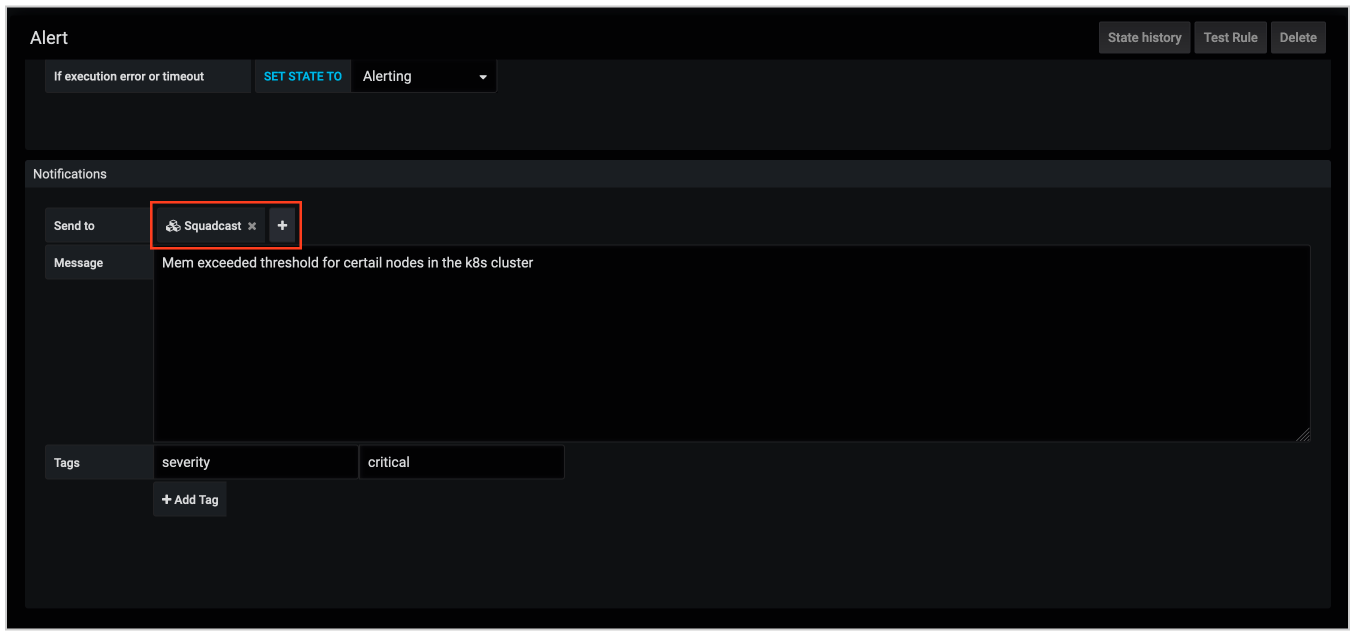 Alert
State history
Test Rule
Delete
If execution error or timeout
SET STATE TO
Alerting
Notifications
Send to
Squadcast
Message
Mem exceeded threshold for certail nodes in the k8s cluster
Tags
severity
critical
+ Add Tag